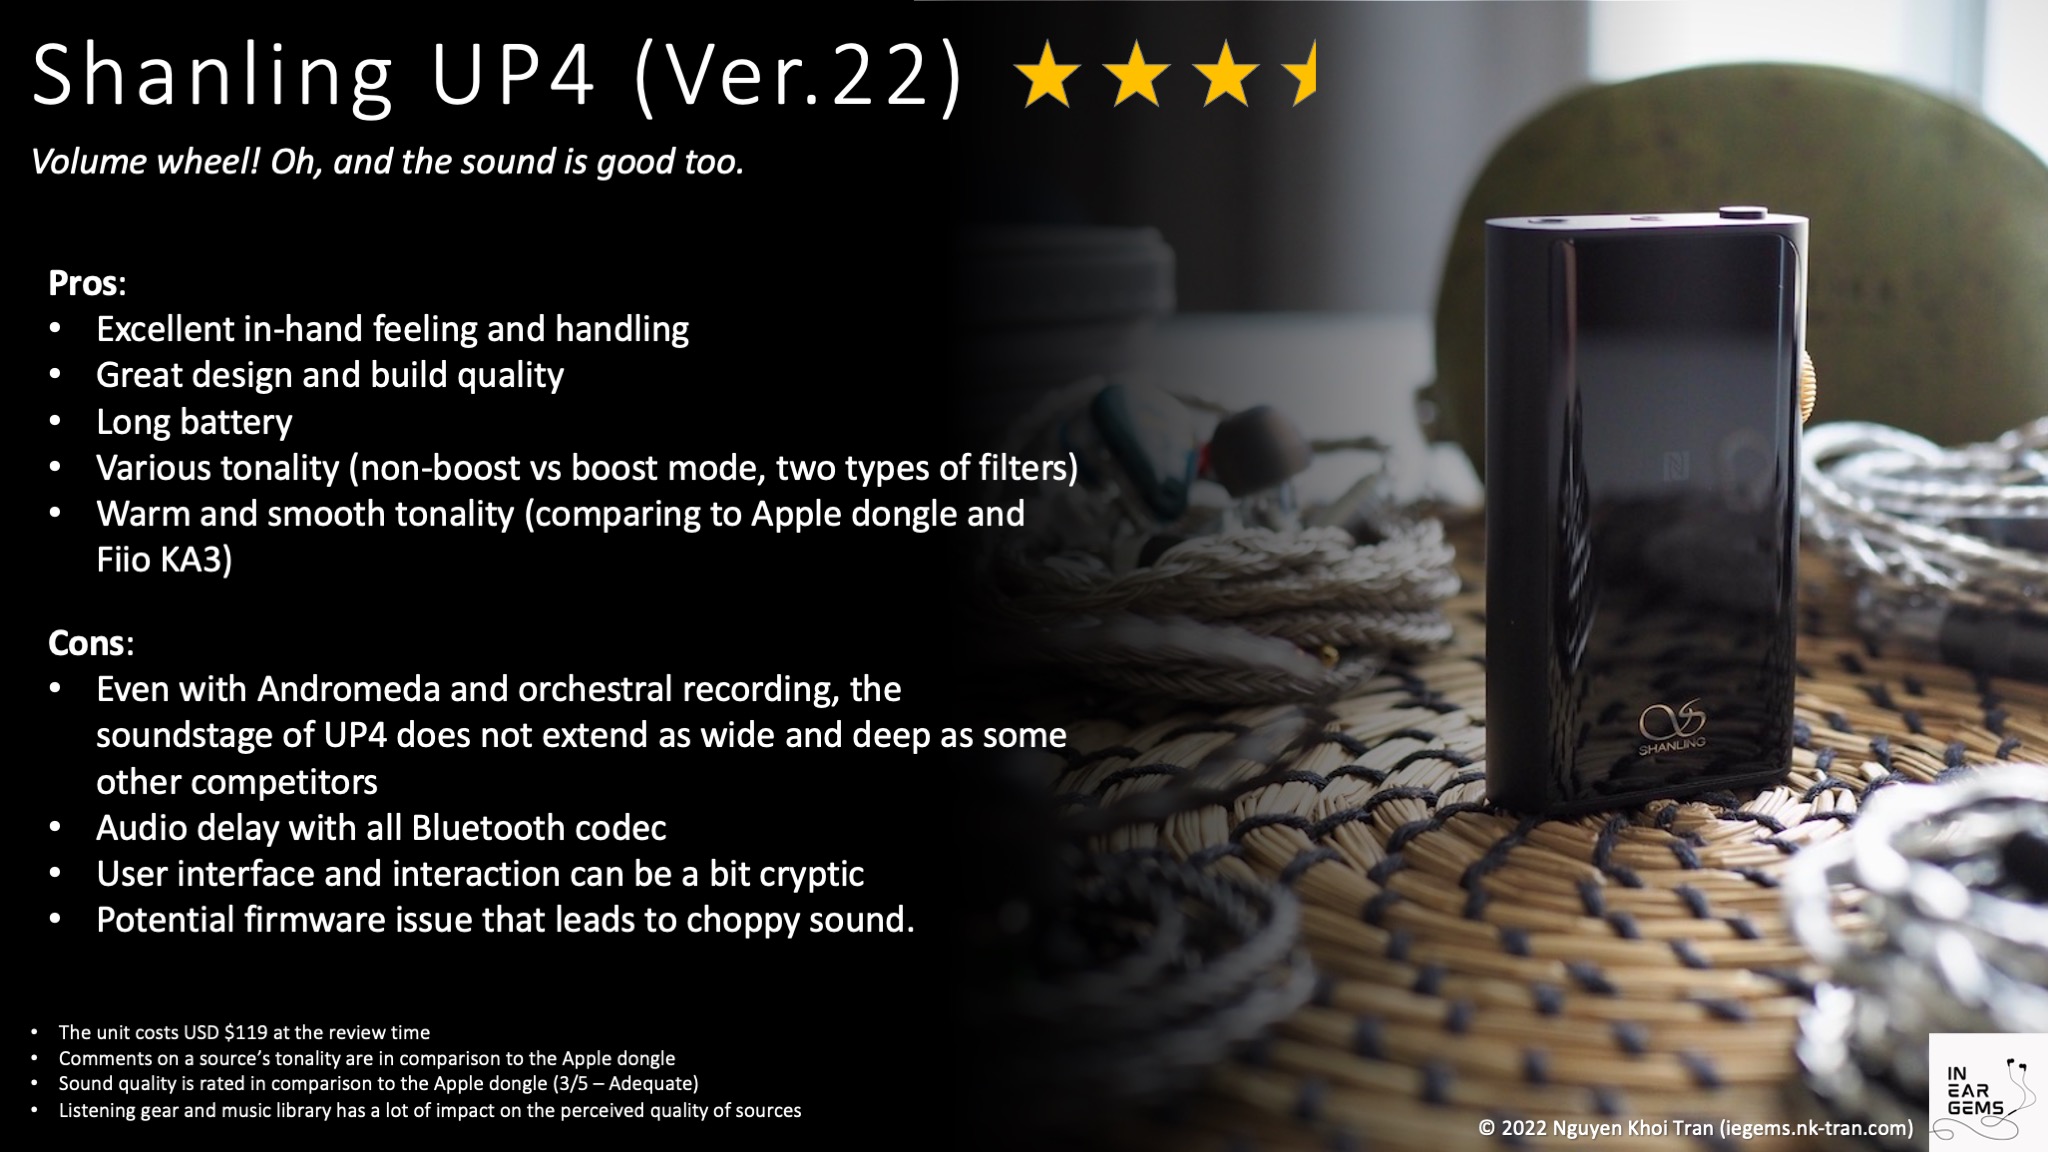 Shanling UP4 (Ver.22)
Volume wheel! Oh, and the sound is good too.
Pros:
• Excellent in-hand feeling and handling
• Great design and build quality
• Long battery
• Various tonality (non-boost vs boost mode, two types of filters)
• Warm and smooth tonality (comparing to Apple dongle and
Fiio KA3)
Cons:
• Even with Andromeda and orchestral recording, the
soundstage of UP4 does not extend as wide and deep as some
other competitors
• Audio delay with all Bluetooth codec
• User interface and interaction can be a bit cryptic
• Potential firmware issue that leads to choppy sound.
• The unit costs USD $119 at the review time
• Comments on a source’s tonality are in comparison to the Apple dongle
• Sound quality is rated in comparison to the Apple dongle (3/5 – Adequate)
• Listening gear and music library has a lot of impact on the perceived quality of sources
SHANLING
© 2022 Nguyen Khoi Tran (iegems.nk-tran.com)
IN
EAR
GEMS